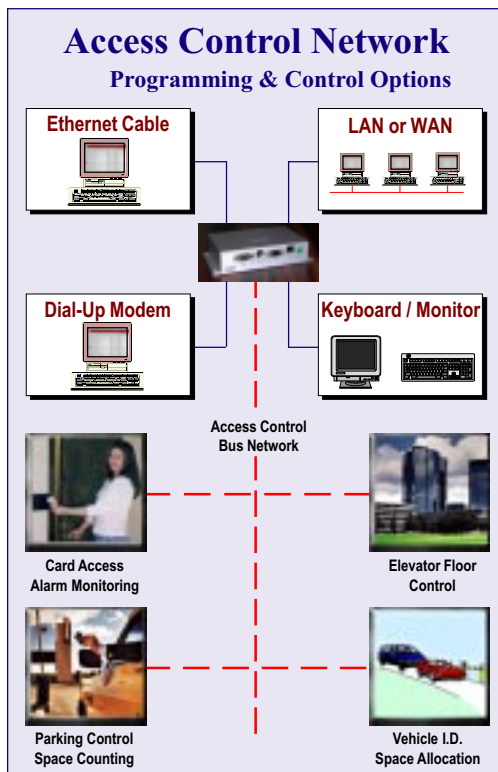 Access Control Network
Programming & Control Options
Ethernet Cable
LAN or WAN
Dial-Up Modem
Keyboard / Monitor
Access Control
Bus Network
Card Access
Alarm Monitoring
Elevator Floor
Control
Parking Control
Space Counting
Vehicle I.D.
Space Allocation